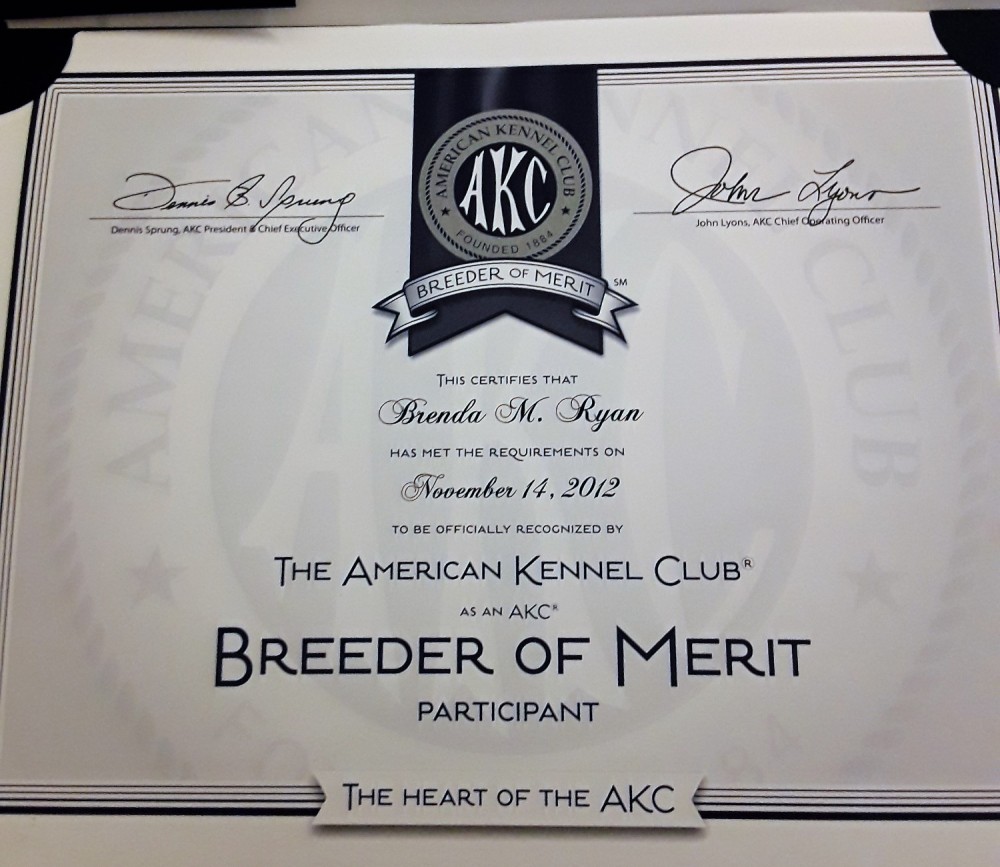 AMERICAN KENNEL CLUB
AKC
FOUNDED 1884
BREEDER OF MERIT SM
Dennis B. Sprung
Dennis Sprung, AKC President & Chief Executive Officer
John Lyons
John Lyons, AKC Chief Operating Officer
THIS CERTIFIES THAT
Brenda M. Ryan
HAS MET THE REQUIREMENTS ON
November 14, 2012
TO BE OFFICIALLY RECOGNIZED BY
THE AMERICAN KENNEL CLUB®
AS AN AKC®
BREEDER OF MERIT
PARTICIPANT
THE HEART OF THE AKC